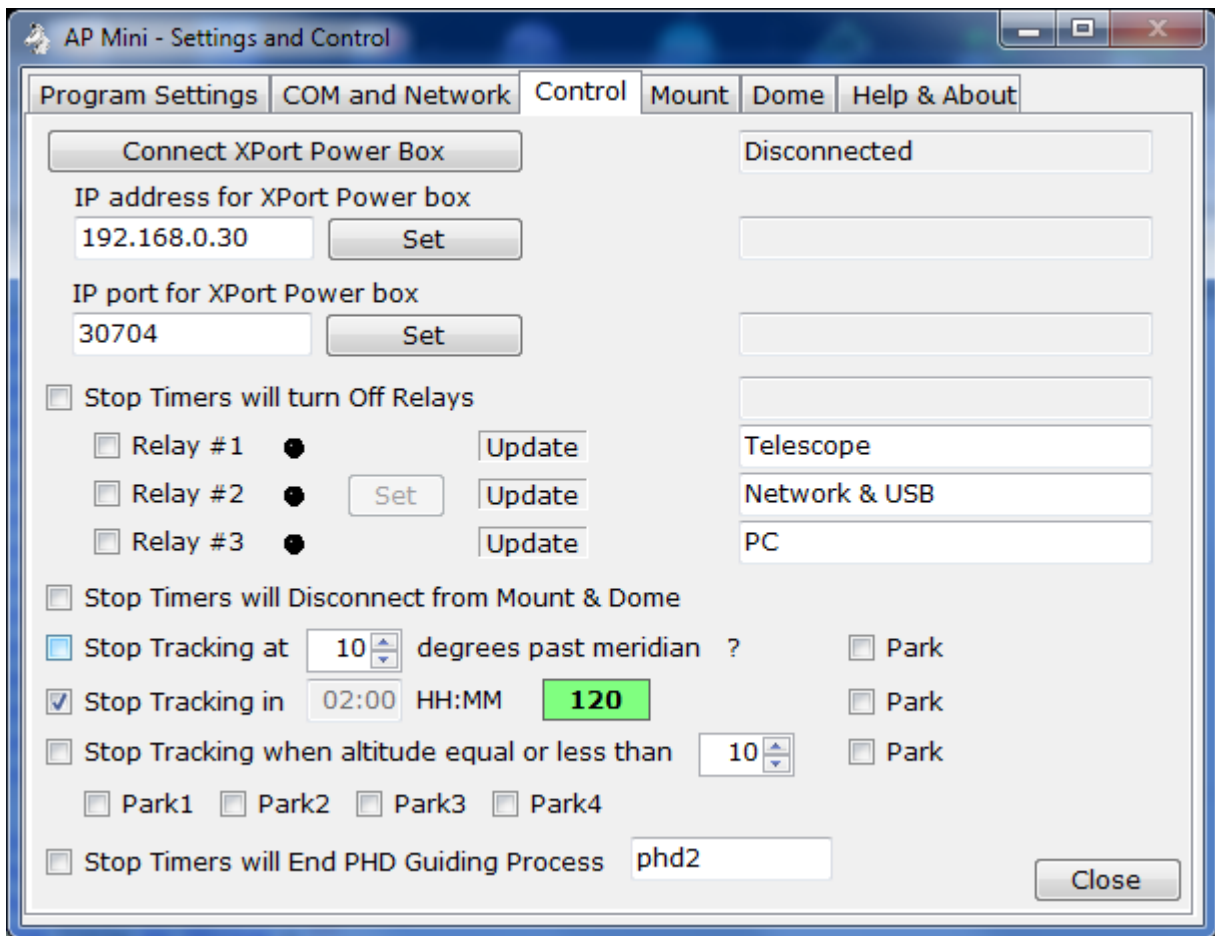 AP Mini - Settings and Control
Program Settings COM and Network Control Mount Dome Help & About
Connect XPort Power Box Disconnected
IP address for XPort Power box
192.168.0.30 Set
IP port for XPort Power box
30704 Set
Stop Timers will turn Off Relays
Relay #1 Update Telescope
Relay #2 Set Update Network & USB
Relay #3 Update PC
Stop Timers will Disconnect from Mount & Dome
Stop Tracking at 10 degrees past meridian ? Park
Stop Tracking in 02:00 HH:MM 120 Park
Stop Tracking when altitude equal or less than 10 Park
Park1 Park2 Park3 Park4
Stop Timers will End PHD Guiding Process phd2
Close